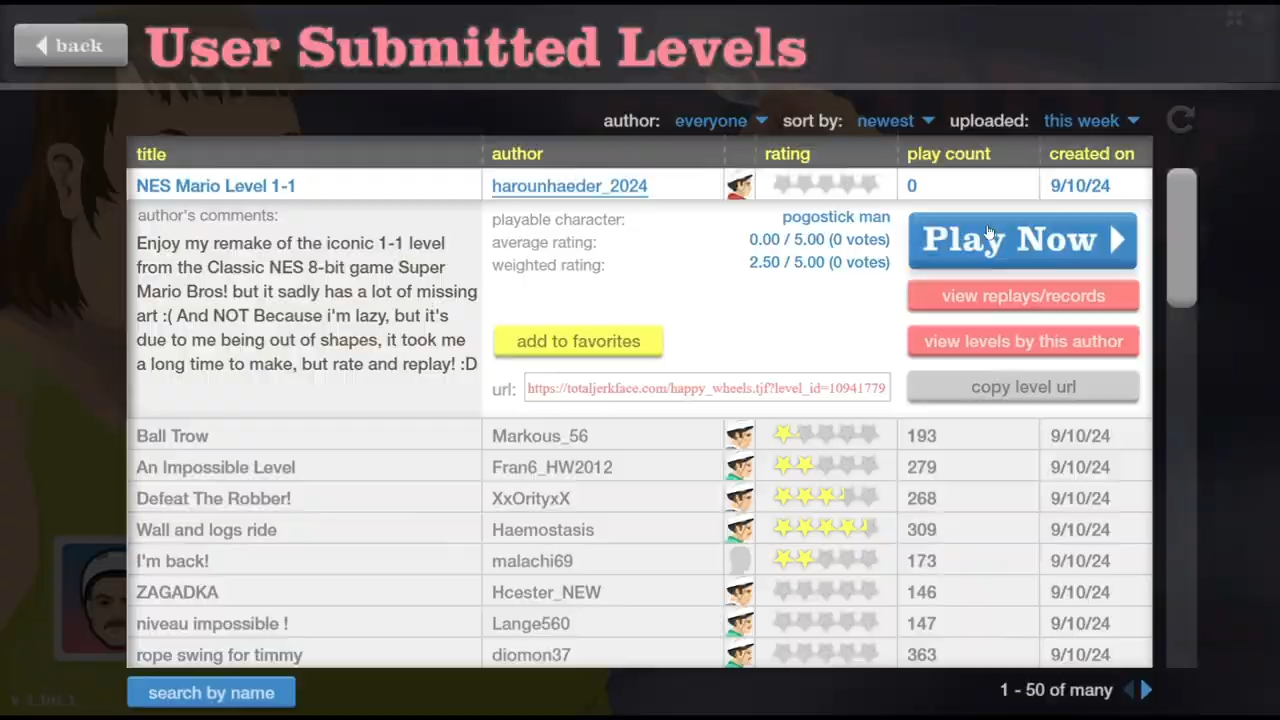 back
User Submitted Levels
author: everyone sort by: newest uploaded: this week
title author rating play count created on
NES Mario Level 1-1 harounhaeder_2024 0 9/10/24
author's comments:
Enjoy my remake of the iconic 1-1 level
from the Classic NES 8-bit game Super
Mario Bros! but it sadly has a lot of missing
art :( And NOT Because i'm lazy, but it's
due to me being out of shapes, it took me
a long time to make, but rate and replay! :D
playable character: pogostick man
average rating: 0.00 / 5.00 (0 votes)
weighted rating: 2.50 / 5.00 (0 votes)
add to favorites
url: https://totaljerkface.com/happy_wheels.tjf?level_id=10941779
Play Now
view replays/records
view levels by this author
copy level url
Ball Trow Markous_56 193 9/10/24
An Impossible Level Fran6_HW2012 279 9/10/24
Defeat The Robber! XxOrityxX 268 9/10/24
Wall and logs ride Haemostasis 309 9/10/24
I'm back! malachi69 173 9/10/24
ZAGADKA Hcester_NEW 146 9/10/24
niveau impossible ! Lange560 147 9/10/24
rope swing for timmy diomon37 363 9/10/24
search by name
1 - 50 of many